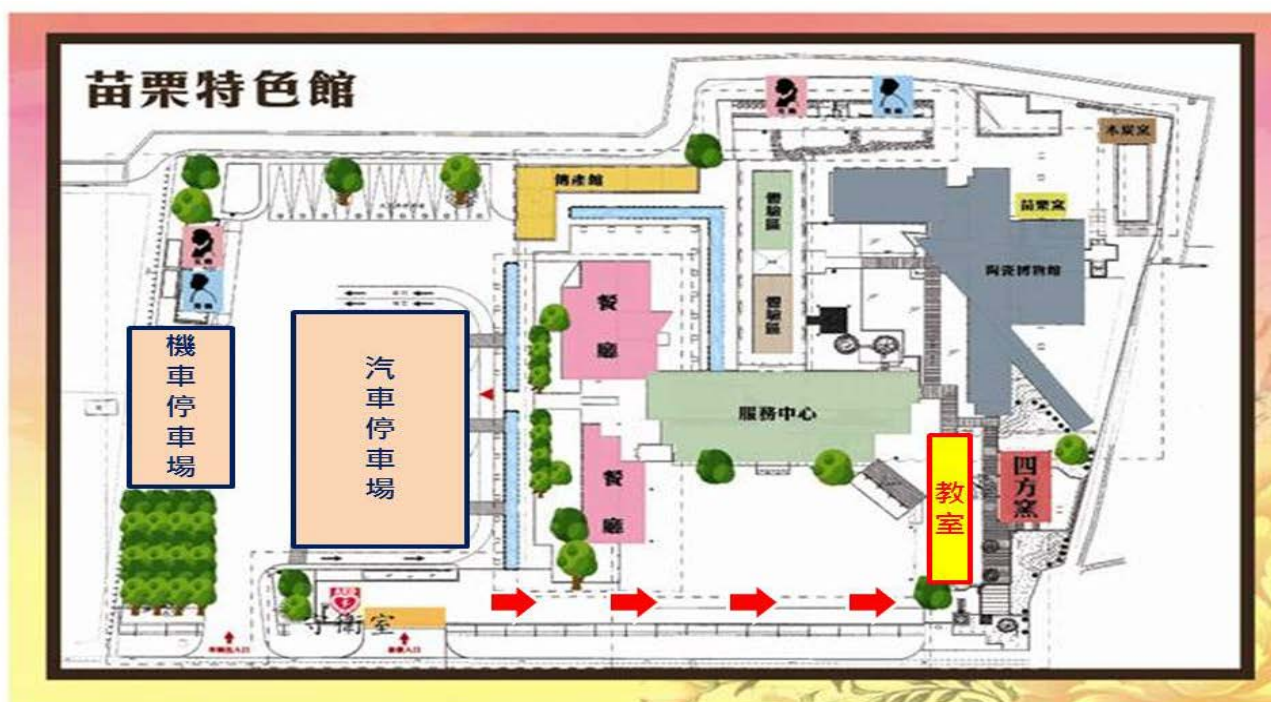 苗栗特色館
木炭窯
傳產館
體驗區
苗栗窯
陶瓷博物館
餐廳
體驗區
機車停車場
汽車停車場
服務中心
餐廳
教室
四方窯
AED
守衛室